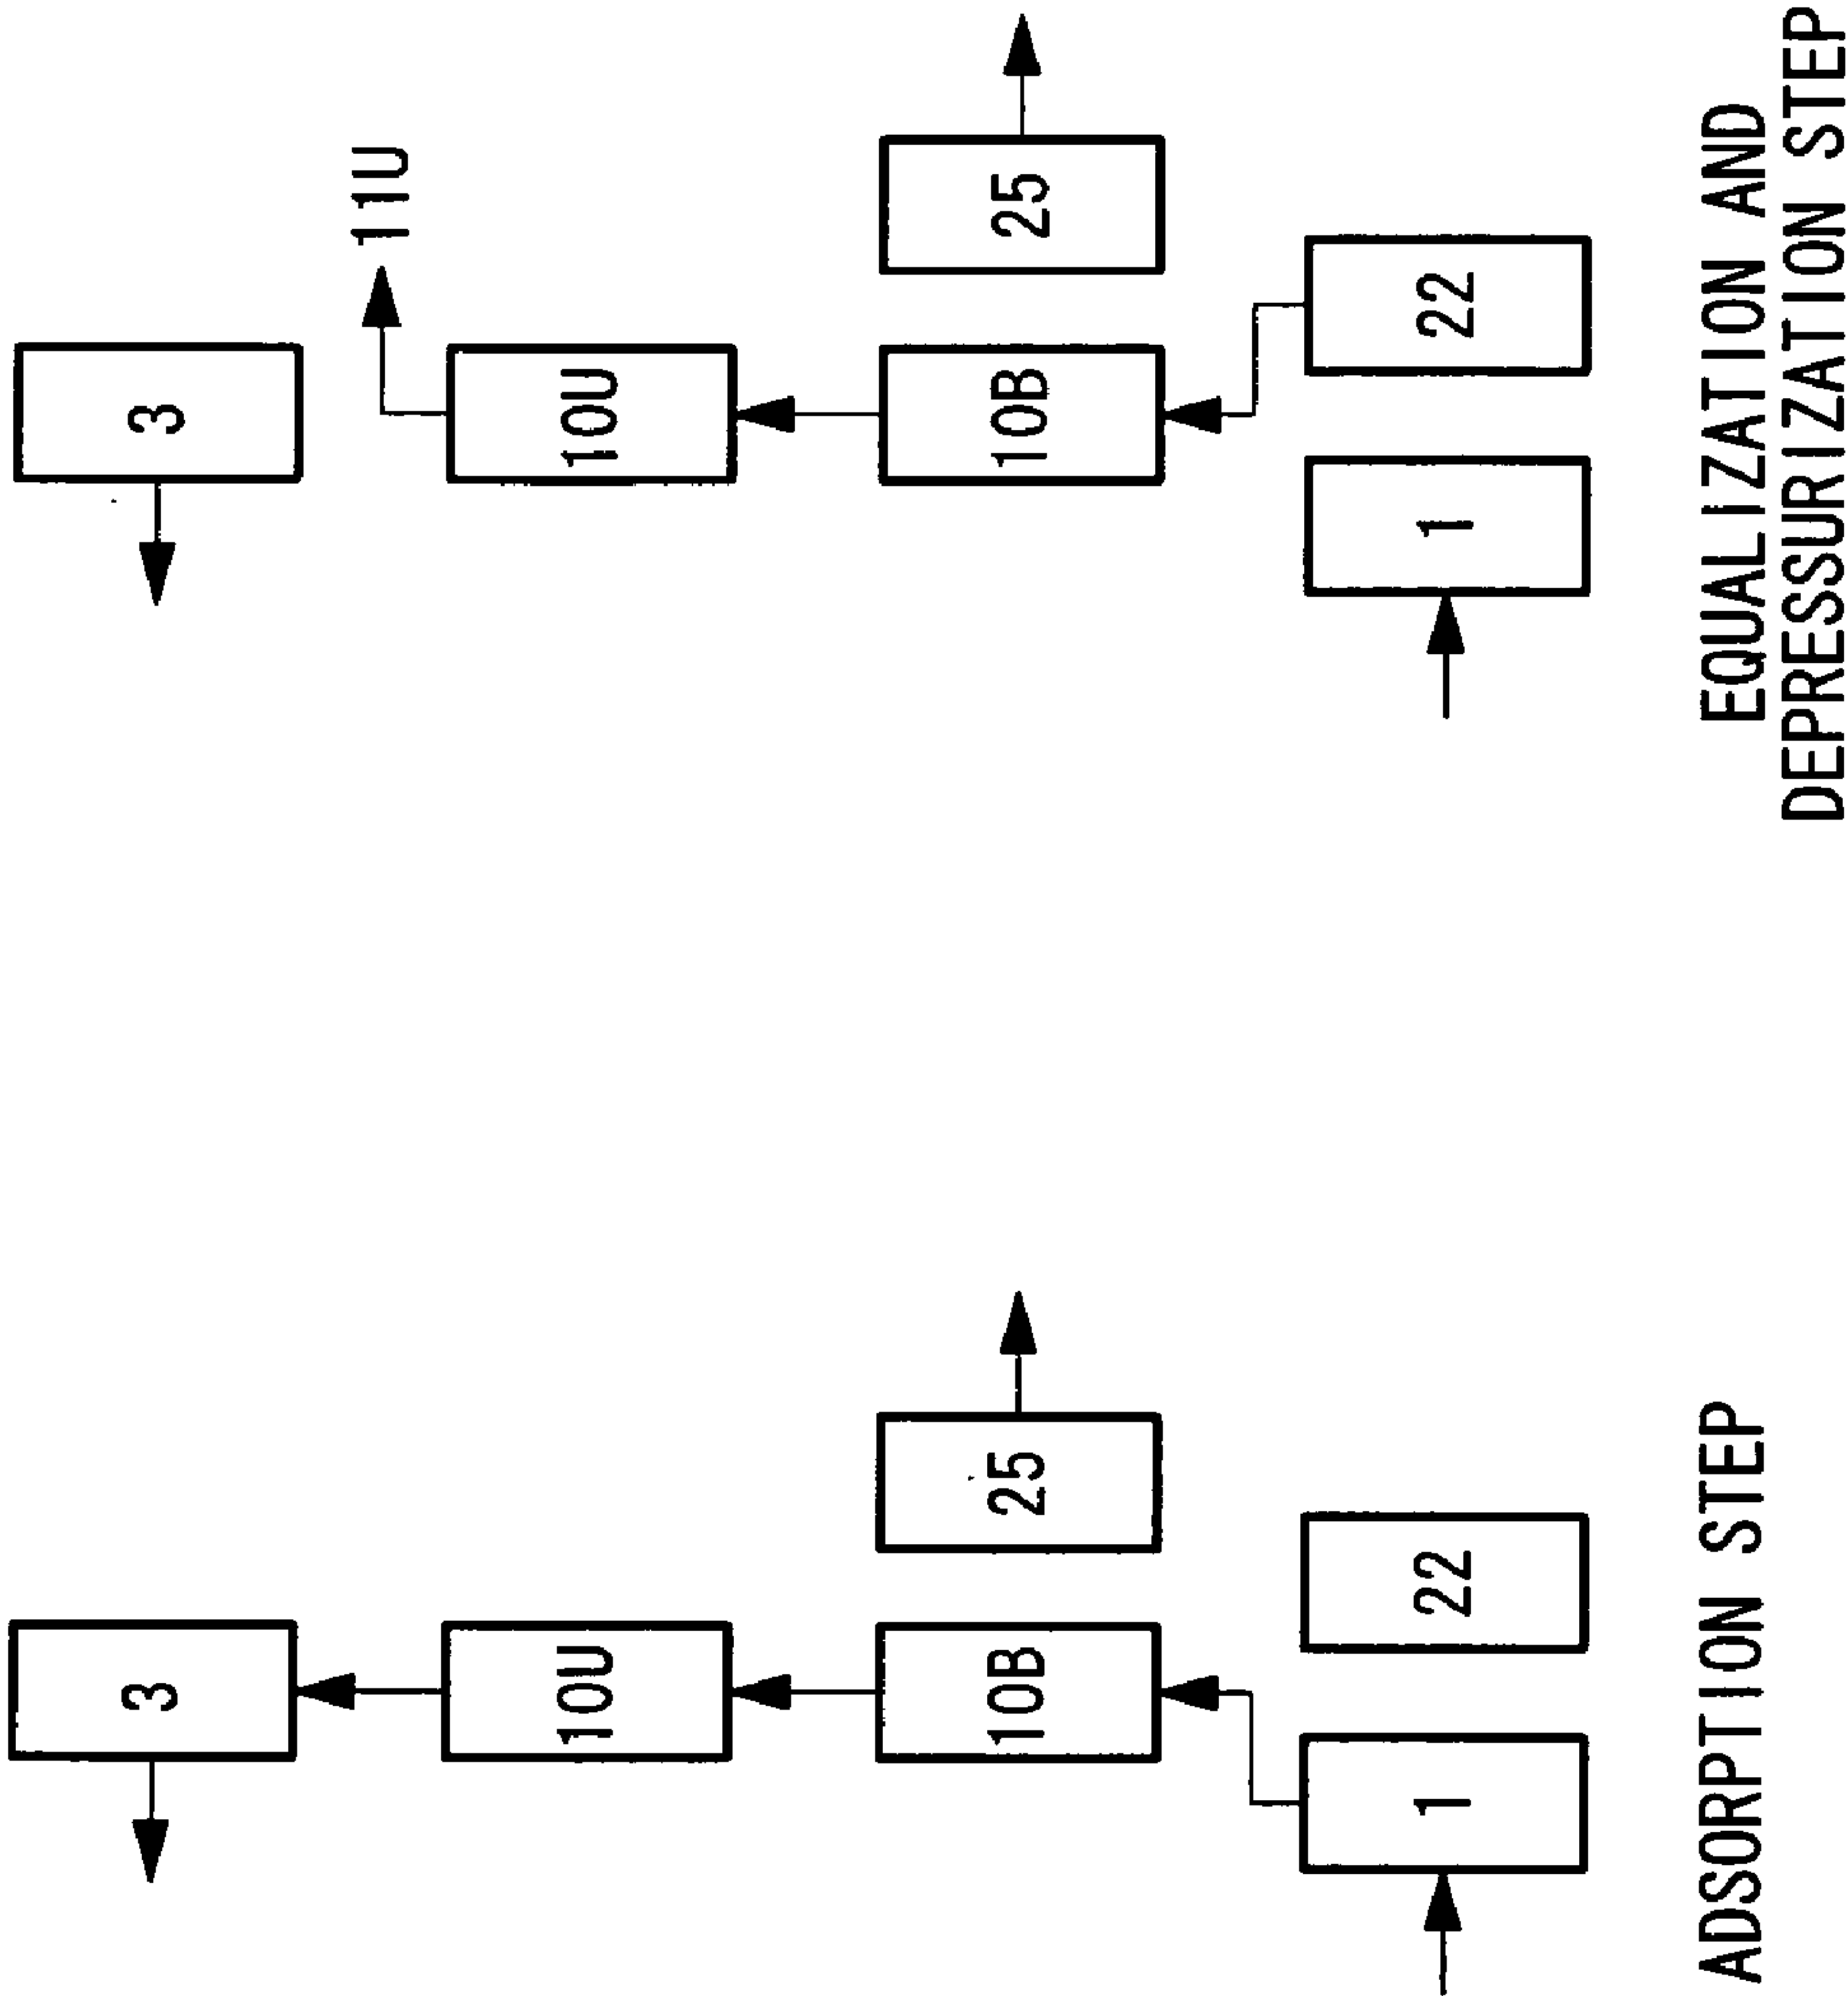 3
10U
10B
25
1
22
ADSORPTION STEP
3
11U
10U
10B
25
1
22
EQUALIZATION AND
DEPRESSURIZATION STEP